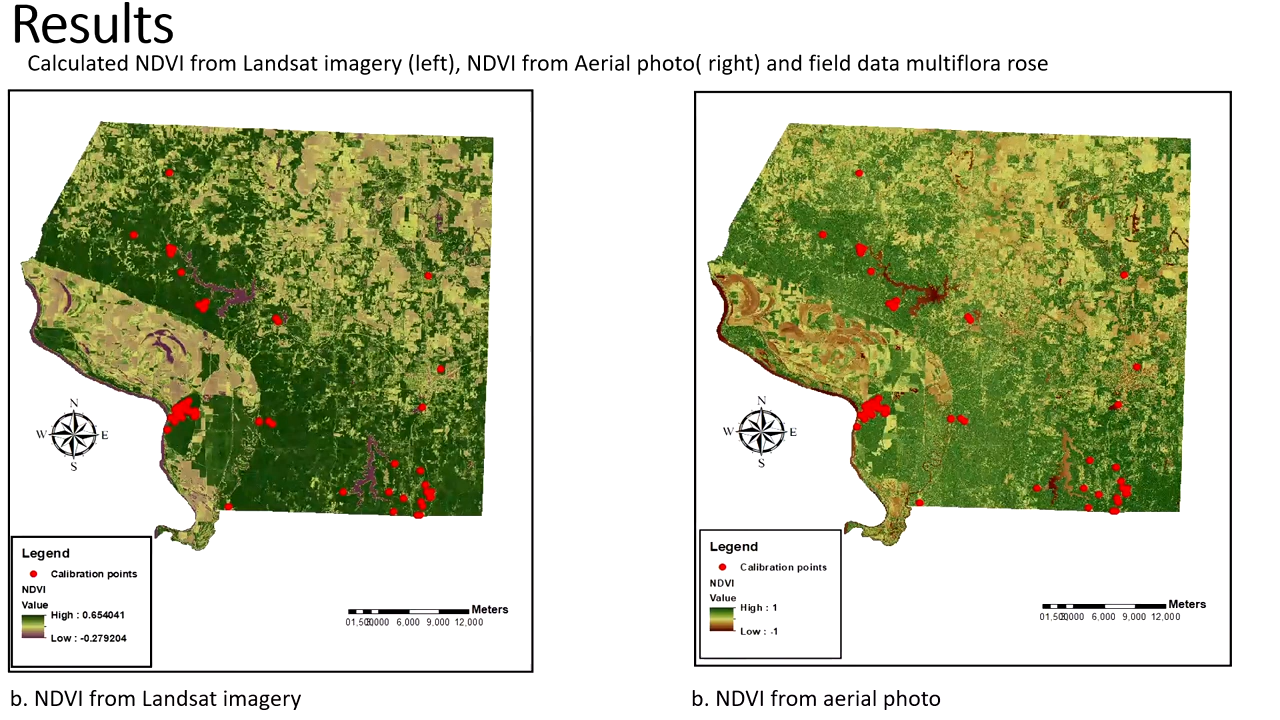 Results
Calculated NDVI from Landsat imagery (left), NDVI from Aerial photo( right) and field data multiflora rose
N
W E
S
Legend
Calibration points
NDVI
Value
High : 0.654041
Low : -0.279204
Meters
01,5003,000 6,000 9,000 12,000
b. NDVI from Landsat imagery
N
W E
S
Legend
Calibration points
NDVI
Value
High : 1
Low : -1
Meters
01,5003,000 6,000 9,000 12,000
b. NDVI from aerial photo